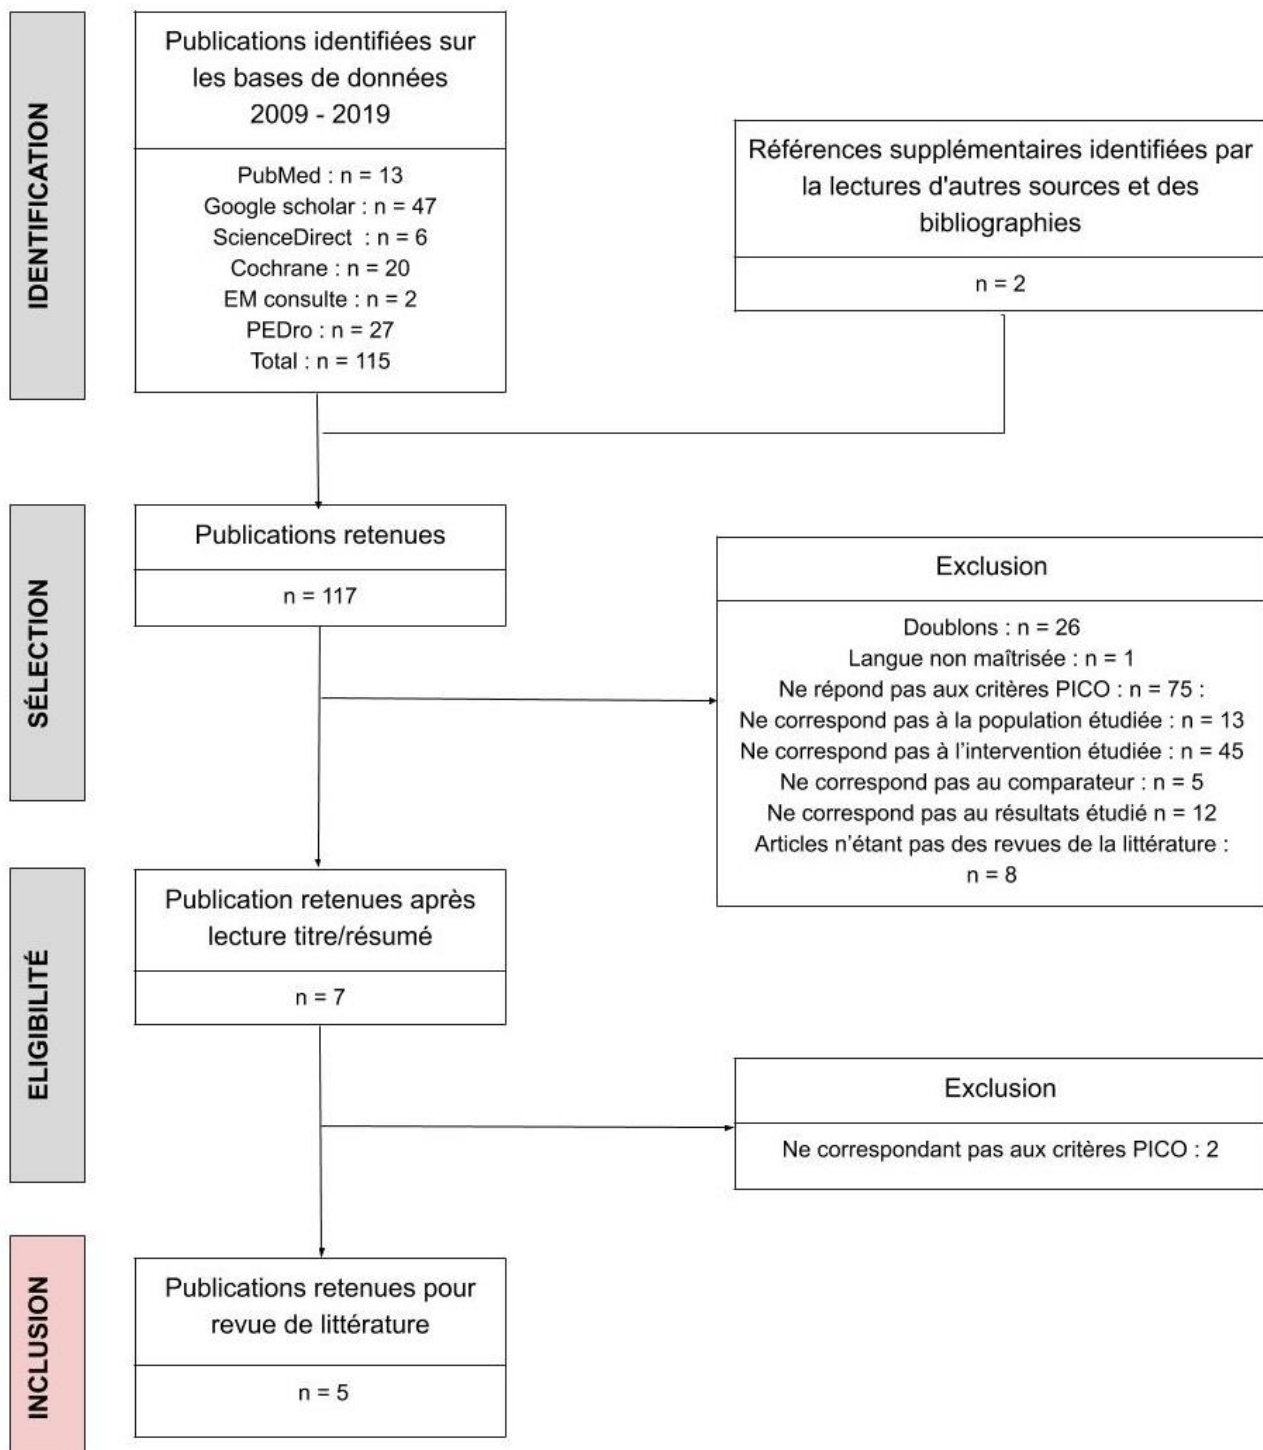 IDENTIFICATION
Publications identifiées sur
les bases de données
2009 - 2019
PubMed : n = 13
Google scholar : n = 47
ScienceDirect : n = 6
Cochrane : n = 20
EM consulte : n = 2
PEDro : n = 27
Total : n = 115
Références supplémentaires identifiées par
la lectures d'autres sources et des
bibliographies
n = 2
SÉLECTION
Publications retenues
n = 117
Exclusion
Doublons : n = 26
Langue non maîtrisée : n = 1
Ne répond pas aux critères PICO : n = 75 :
Ne correspond pas à la population étudiée : n = 13
Ne correspond pas à l’intervention étudiée : n = 45
Ne correspond pas au comparateur : n = 5
Ne correspond pas au résultats étudié n = 12
Articles n’étant pas des revues de la littérature :
n = 8
ELIGIBILITÉ
Publication retenues après
lecture titre/résumé
n = 7
Exclusion
Ne correspondant pas aux critères PICO : 2
INCLUSION
Publications retenues pour
revue de littérature
n = 5